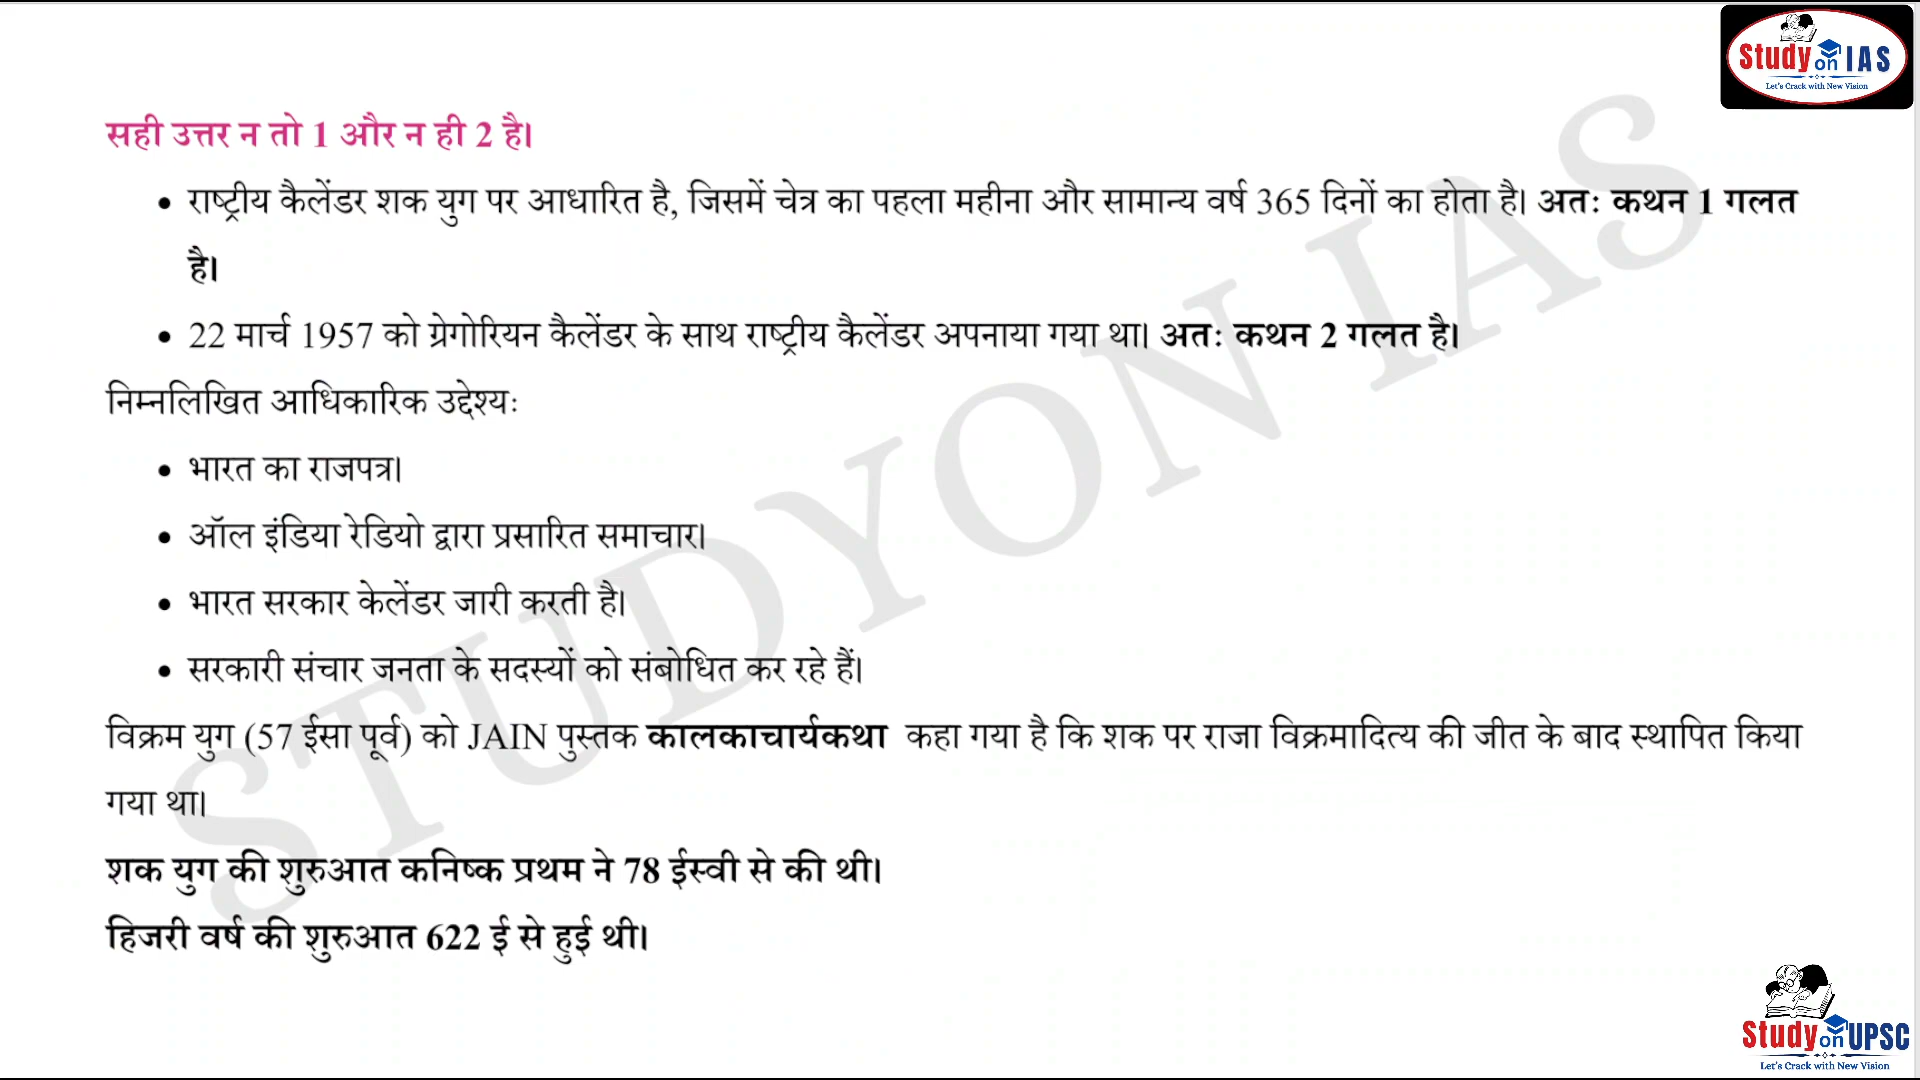 Study on IAS
Let's Crack with New Vision
सही उत्तर न तो 1 और न ही 2 है।
• राष्ट्रीय कैलेंडर शक युग पर आधारित है, जिसमें चेत्र का पहला महीना और सामान्य वर्ष 365 दिनों का होता है। अतः कथन 1 गलत
है।
• 22 मार्च 1957 को ग्रेगोरियन कैलेंडर के साथ राष्ट्रीय कैलेंडर अपनाया गया था। अतः कथन 2 गलत है।
निम्नलिखित आधिकारिक उद्देश्यः
• भारत का राजपत्र।
• ऑल इंडिया रेडियो द्वारा प्रसारित समाचार।
• भारत सरकार केलेंडर जारी करती है।
• सरकारी संचार जनता के सदस्यों को संबोधित कर रहे हैं।
विक्रम युग (57 ईसा पूर्व) को JAIN पुस्तक कालकाचार्यकथा कहा गया है कि शक पर राजा विक्रमादित्य की जीत के बाद स्थापित किया
गया था।
शक युग की शुरुआत कनिष्क प्रथम ने 78 ईस्वी से की थी।
हिजरी वर्ष की शुरुआत 622 ई से हुई थी।
STUDYON IAS
Study on UPSC
Let's Crack with New Vision